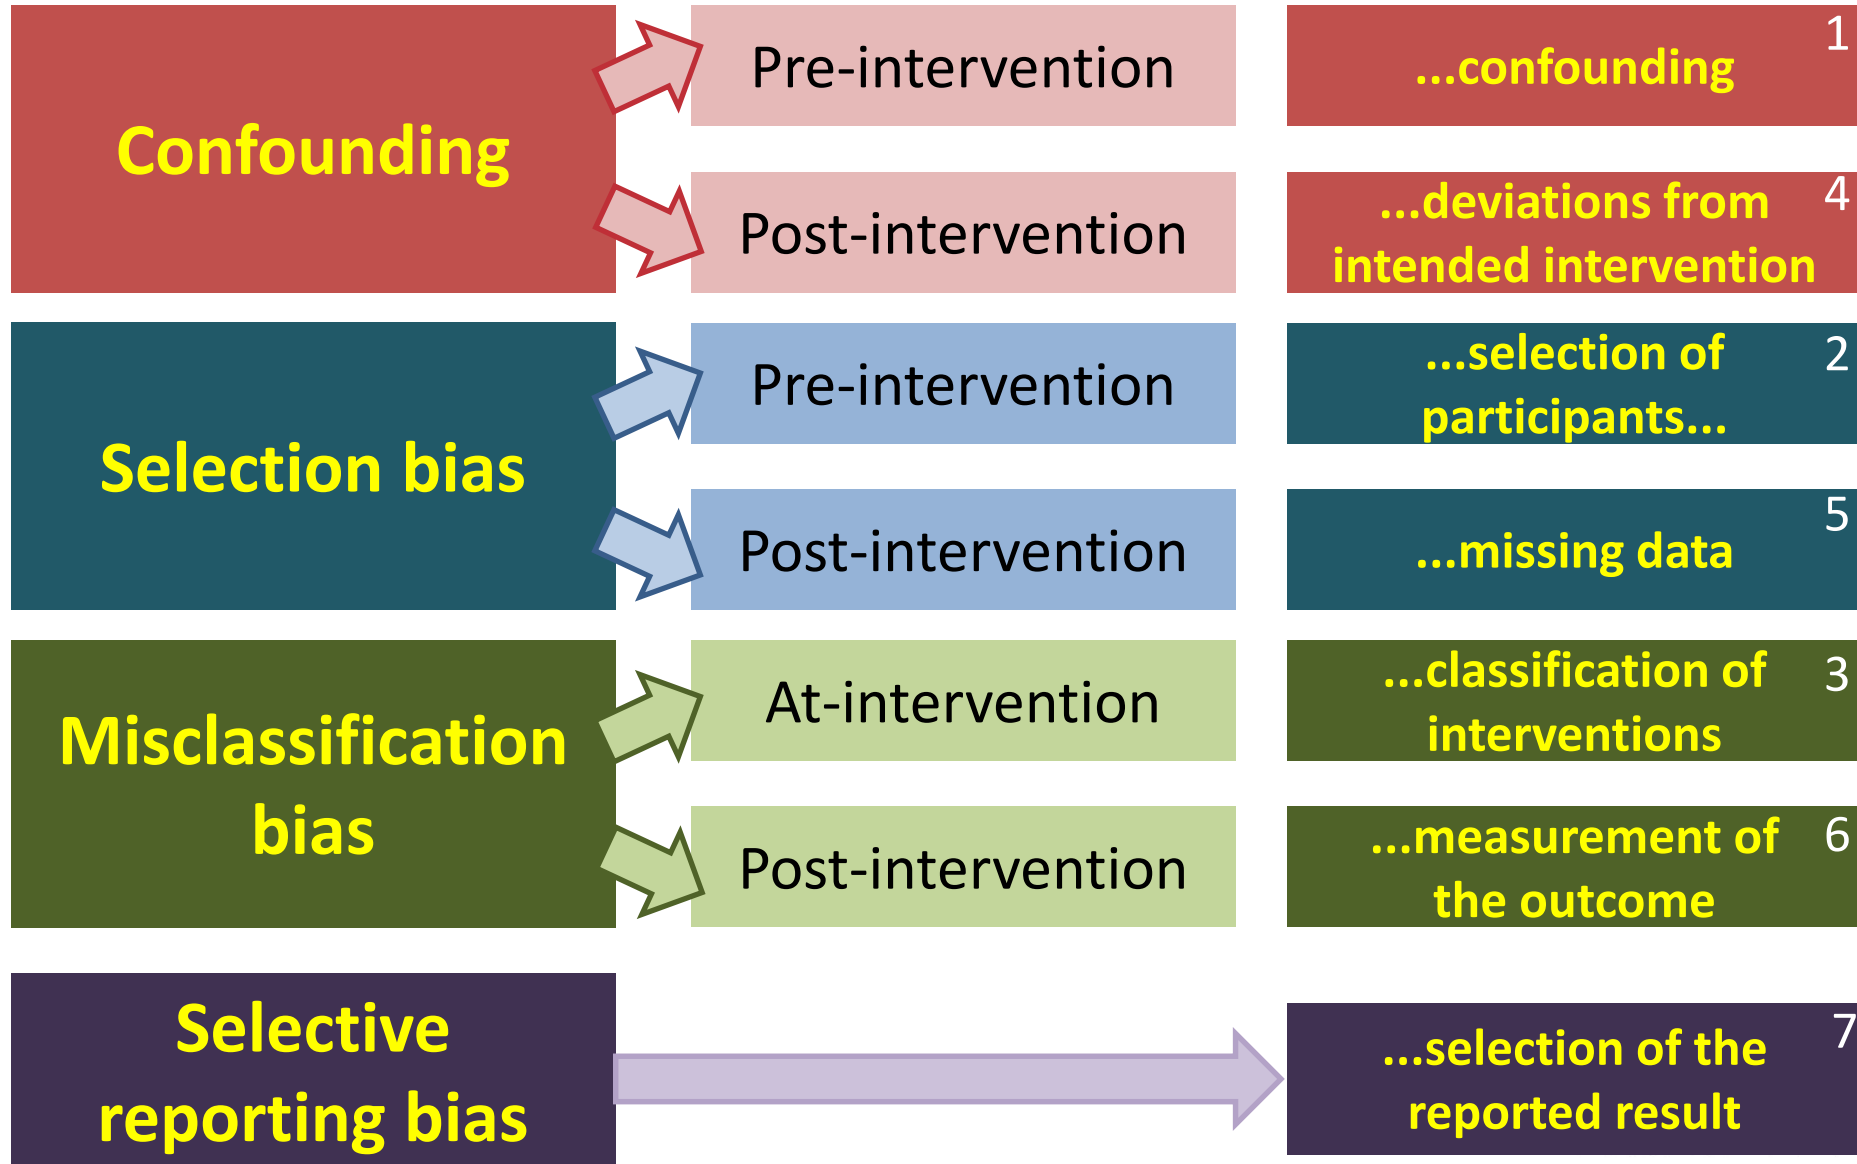 Confounding
Pre-intervention
...confounding
1
Post-intervention
...deviations from
intended intervention
4
Selection bias
Pre-intervention
...selection of
participants...
2
Post-intervention
...missing data
5
Misclassification
bias
At-intervention
...classification of
interventions
3
Post-intervention
...measurement of
the outcome
6
Selective
reporting bias
...selection of the
reported result
7